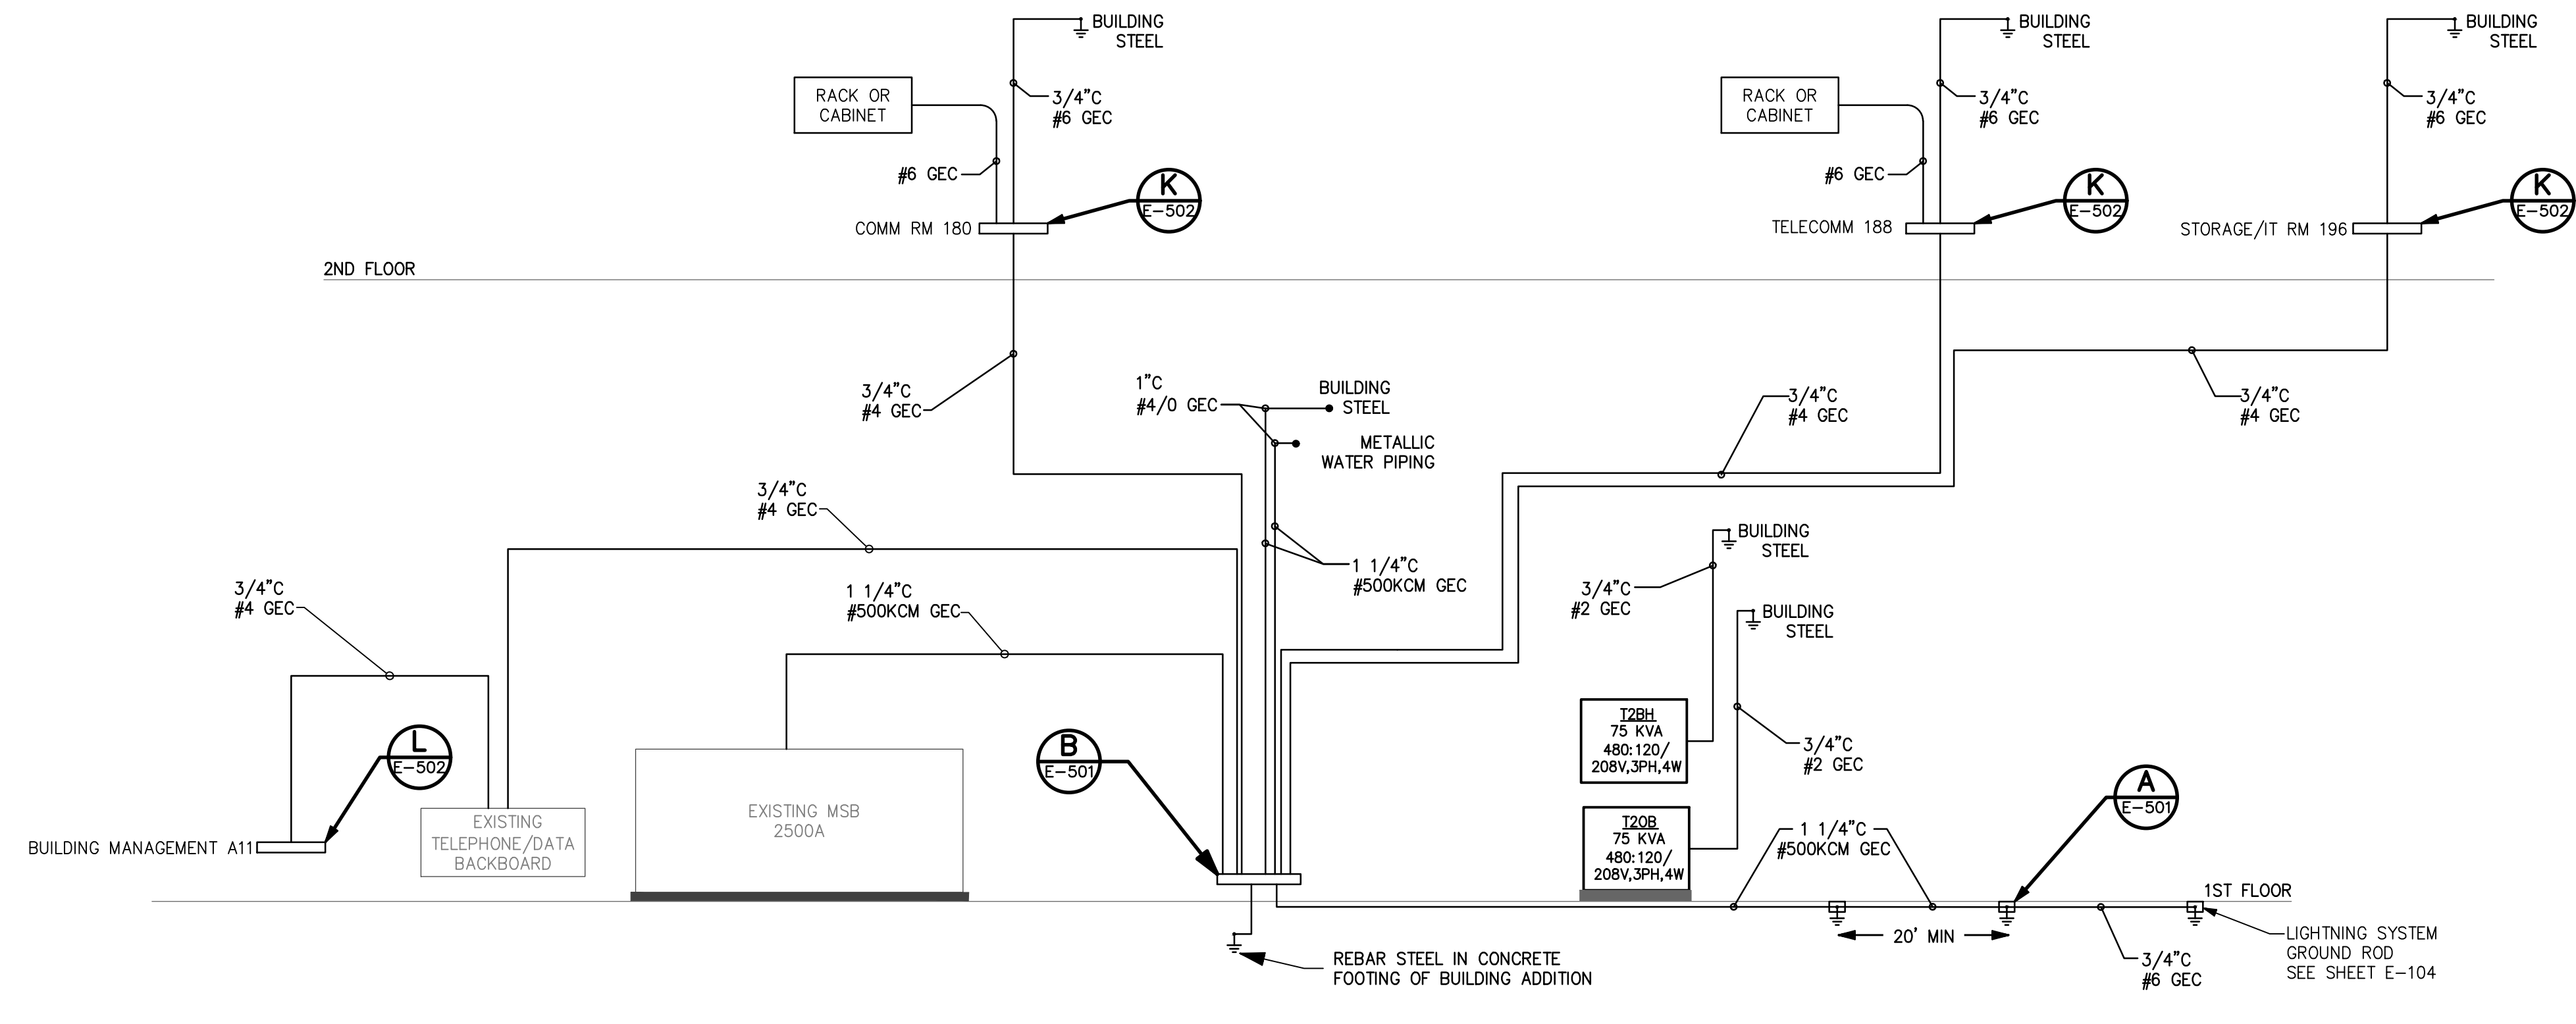 BUILDING
STEEL
BUILDING
STEEL
BUILDING
STEEL
RACK OR
CABINET
3/4"C
#6 GEC
RACK OR
CABINET
3/4"C
#6 GEC
3/4"C
#6 GEC
#6 GEC
K
E-502
#6 GEC
K
E-502
K
E-502
COMM RM 180
TELECOMM 188
STORAGE/IT RM 196
2ND FLOOR
3/4"C
#4 GEC
1"C
#4/0 GEC
BUILDING
STEEL
METALLIC
WATER PIPING
3/4"C
#4 GEC
3/4"C
#4 GEC
3/4"C
#4 GEC
1 1/4"C
#500KCM GEC
BUILDING
STEEL
3/4"C
#2 GEC
3/4"C
#4 GEC
1 1/4"C
#500KCM GEC
BUILDING
STEEL
T2BH
75 KVA
480:120/
208V,3PH,4W
3/4"C
#2 GEC
L
E-502
B
E-501
A
E-501
EXISTING MSB
2500A
EXISTING
TELEPHONE/DATA
BACKBOARD
BUILDING MANAGEMENT A11
T20B
75 KVA
480:120/
208V,3PH,4W
1 1/4"C
#500KCM GEC
1ST FLOOR
20' MIN
LIGHTNING SYSTEM
GROUND ROD
SEE SHEET E-104
3/4"C
#6 GEC
REBAR STEEL IN CONCRETE
FOOTING OF BUILDING ADDITION